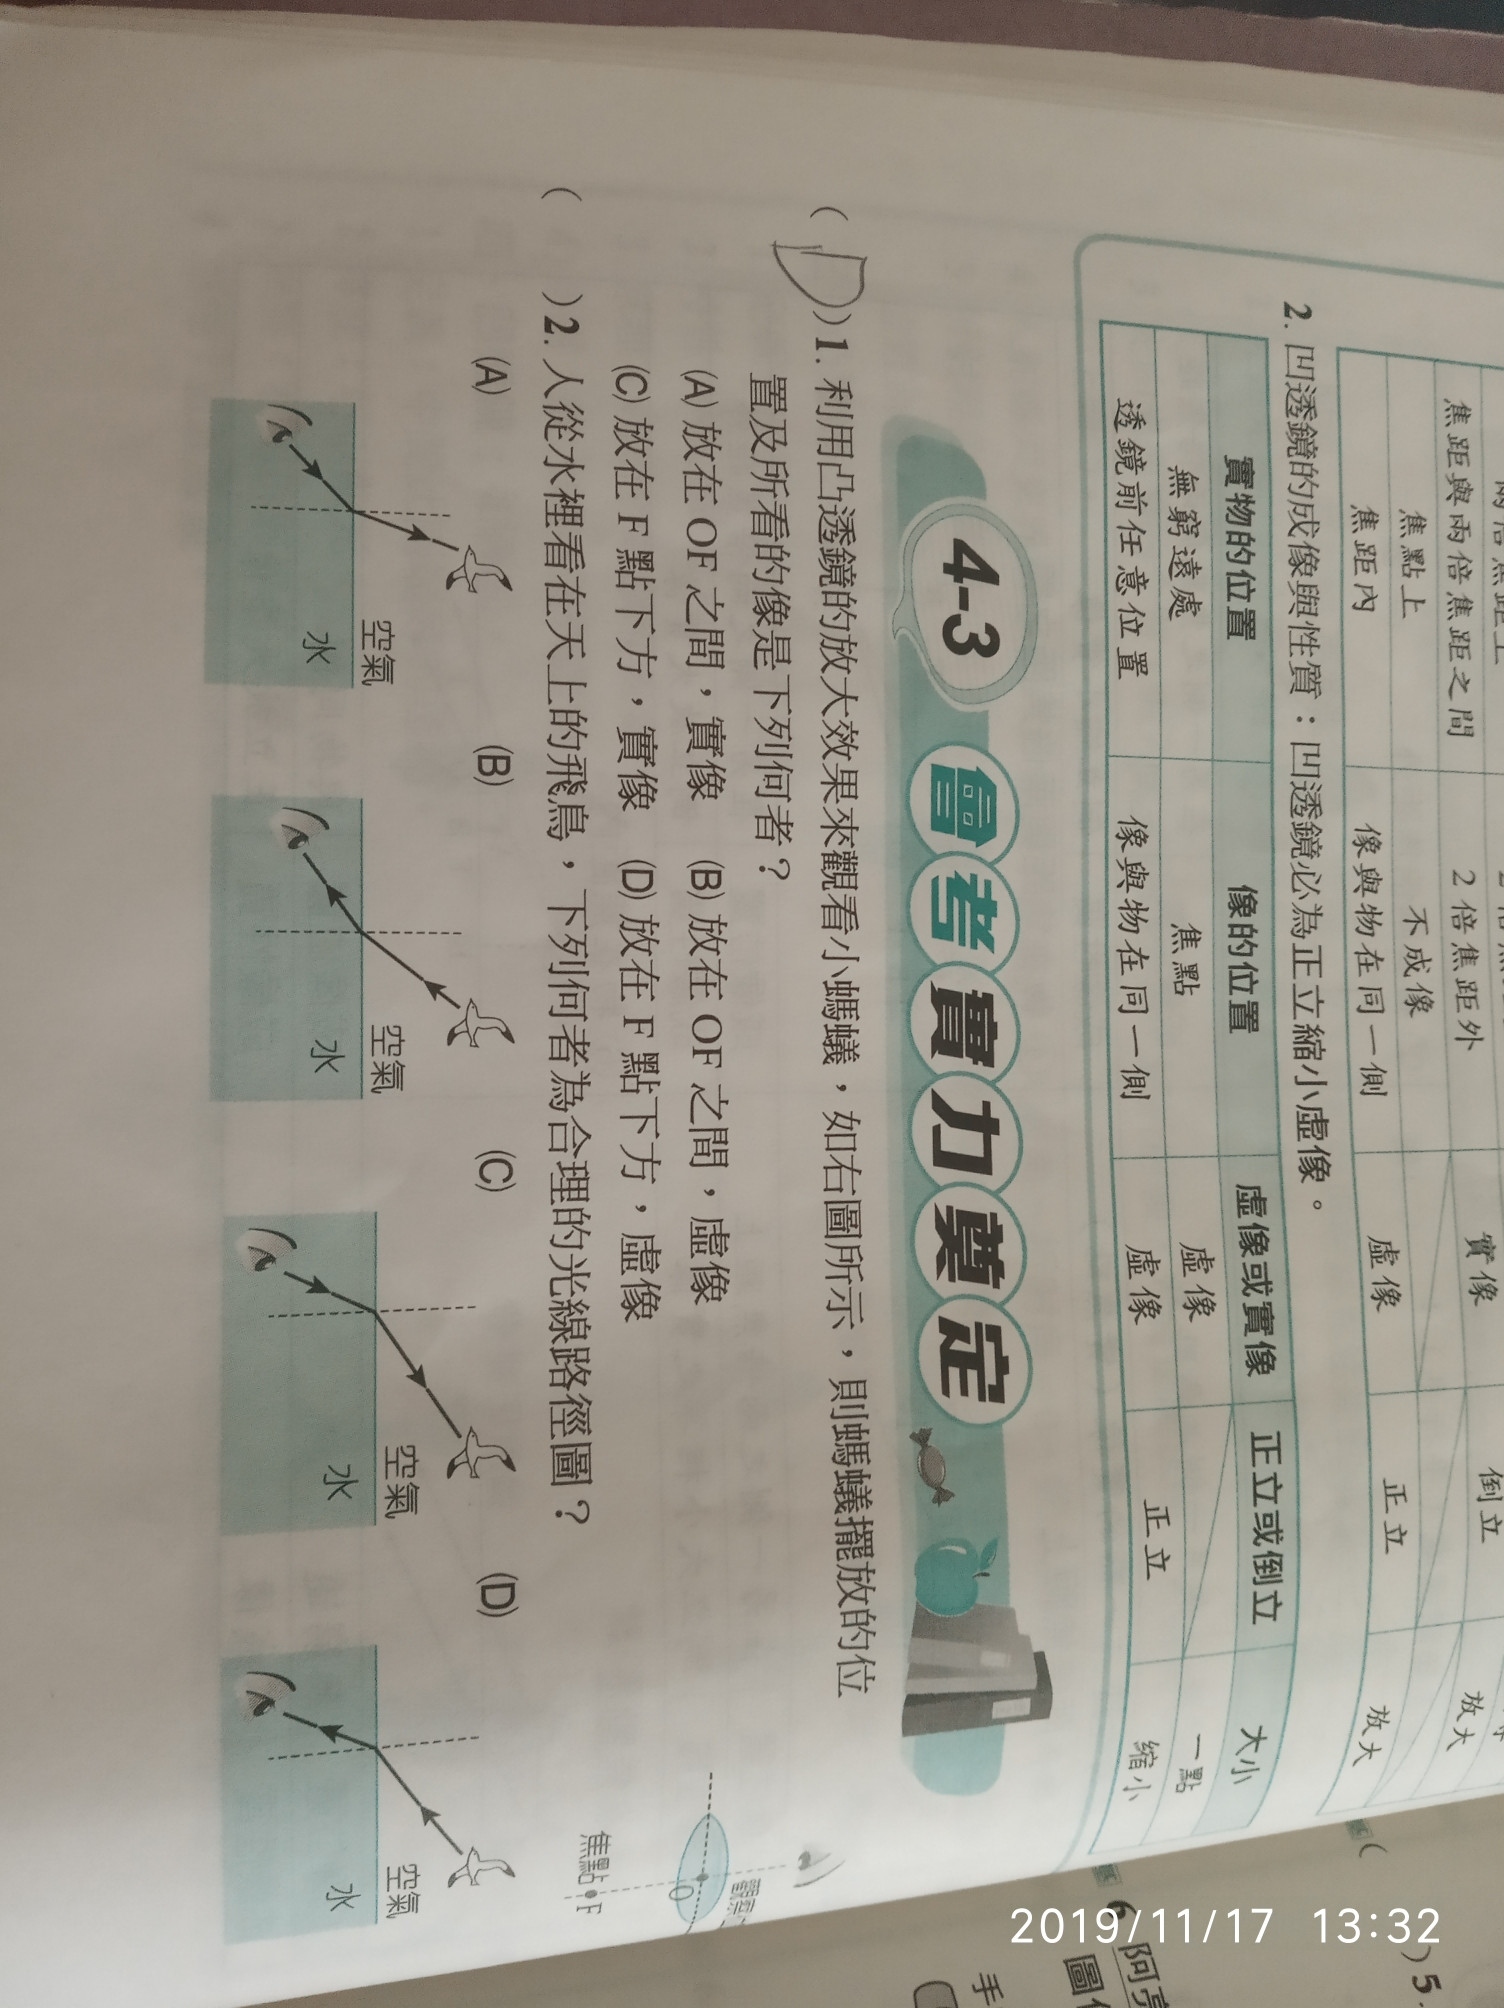 焦距與兩倍焦距之間 2倍焦距外 實像 倒立 放大
焦點上 不成像
焦距內 像與物在同一側 虛像 正立 放大
2. 凹透鏡的成像與性質：凹透鏡必為正立縮小虛像。
實物的位置 像的位置 虛像或實像 正立或倒立 大小
無窮遠處 焦點 虛像 一點
透鏡前任意位置 像與物在同一側 虛像 正立 縮小
4-3 會考實力奠定
( D ) 1. 利用凸透鏡的放大效果來觀看小螞蟻，如右圖所示，則螞蟻擺放的位
置及所看的像是下列何者？
(A) 放在 OF 之間，實像 (B) 放在 OF 之間，虛像
(C) 放在 F 點下方，實像 (D) 放在 F 點下方，虛像
觀察
O
焦點 F
( ) 2. 人從水裡看在天上的飛鳥，下列何者為合理的光線路徑圖？
(A) (B) (C) (D)
空氣 空氣 空氣 空氣
水 水 水 水
) 5.
6
阿亮
手
2019/11/17 13:32